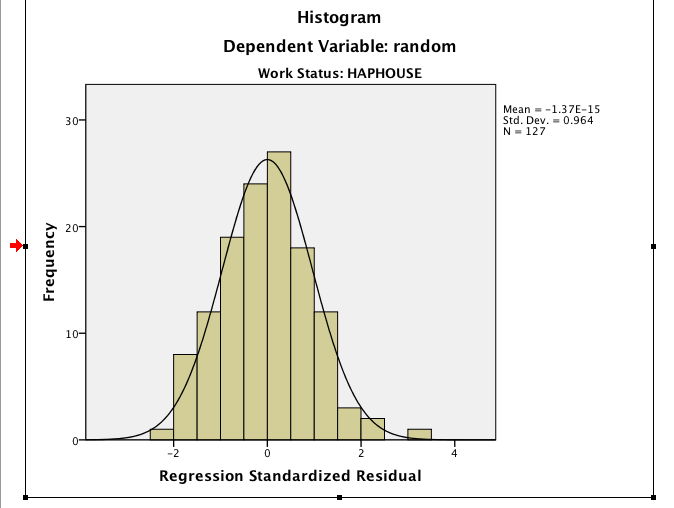 Histogram
Dependent Variable: random
Work Status: HAPHOUSE
Mean = -1.37E-15
Std. Dev. = 0.964
N = 127
30
20
10
0
Frequency
-2 0 2 4
Regression Standardized Residual